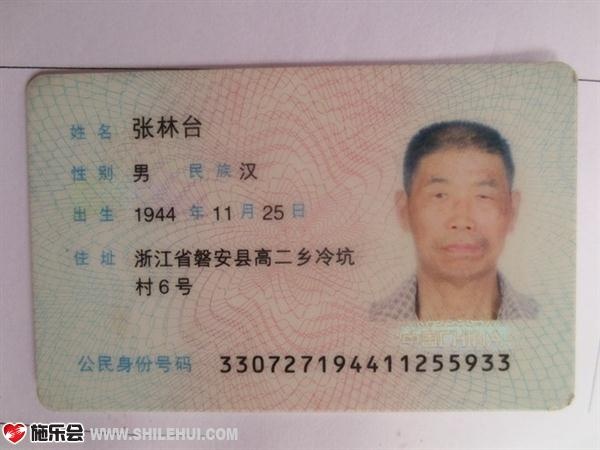 姓名 张林台
性别 男 民族 汉
出生 1944 年 11 月 25 日
住址 浙江省磐安县高二乡冷坑
村6号
公民身份号码 330727194411255933
施乐会 WWW.SHILEHUI.COM